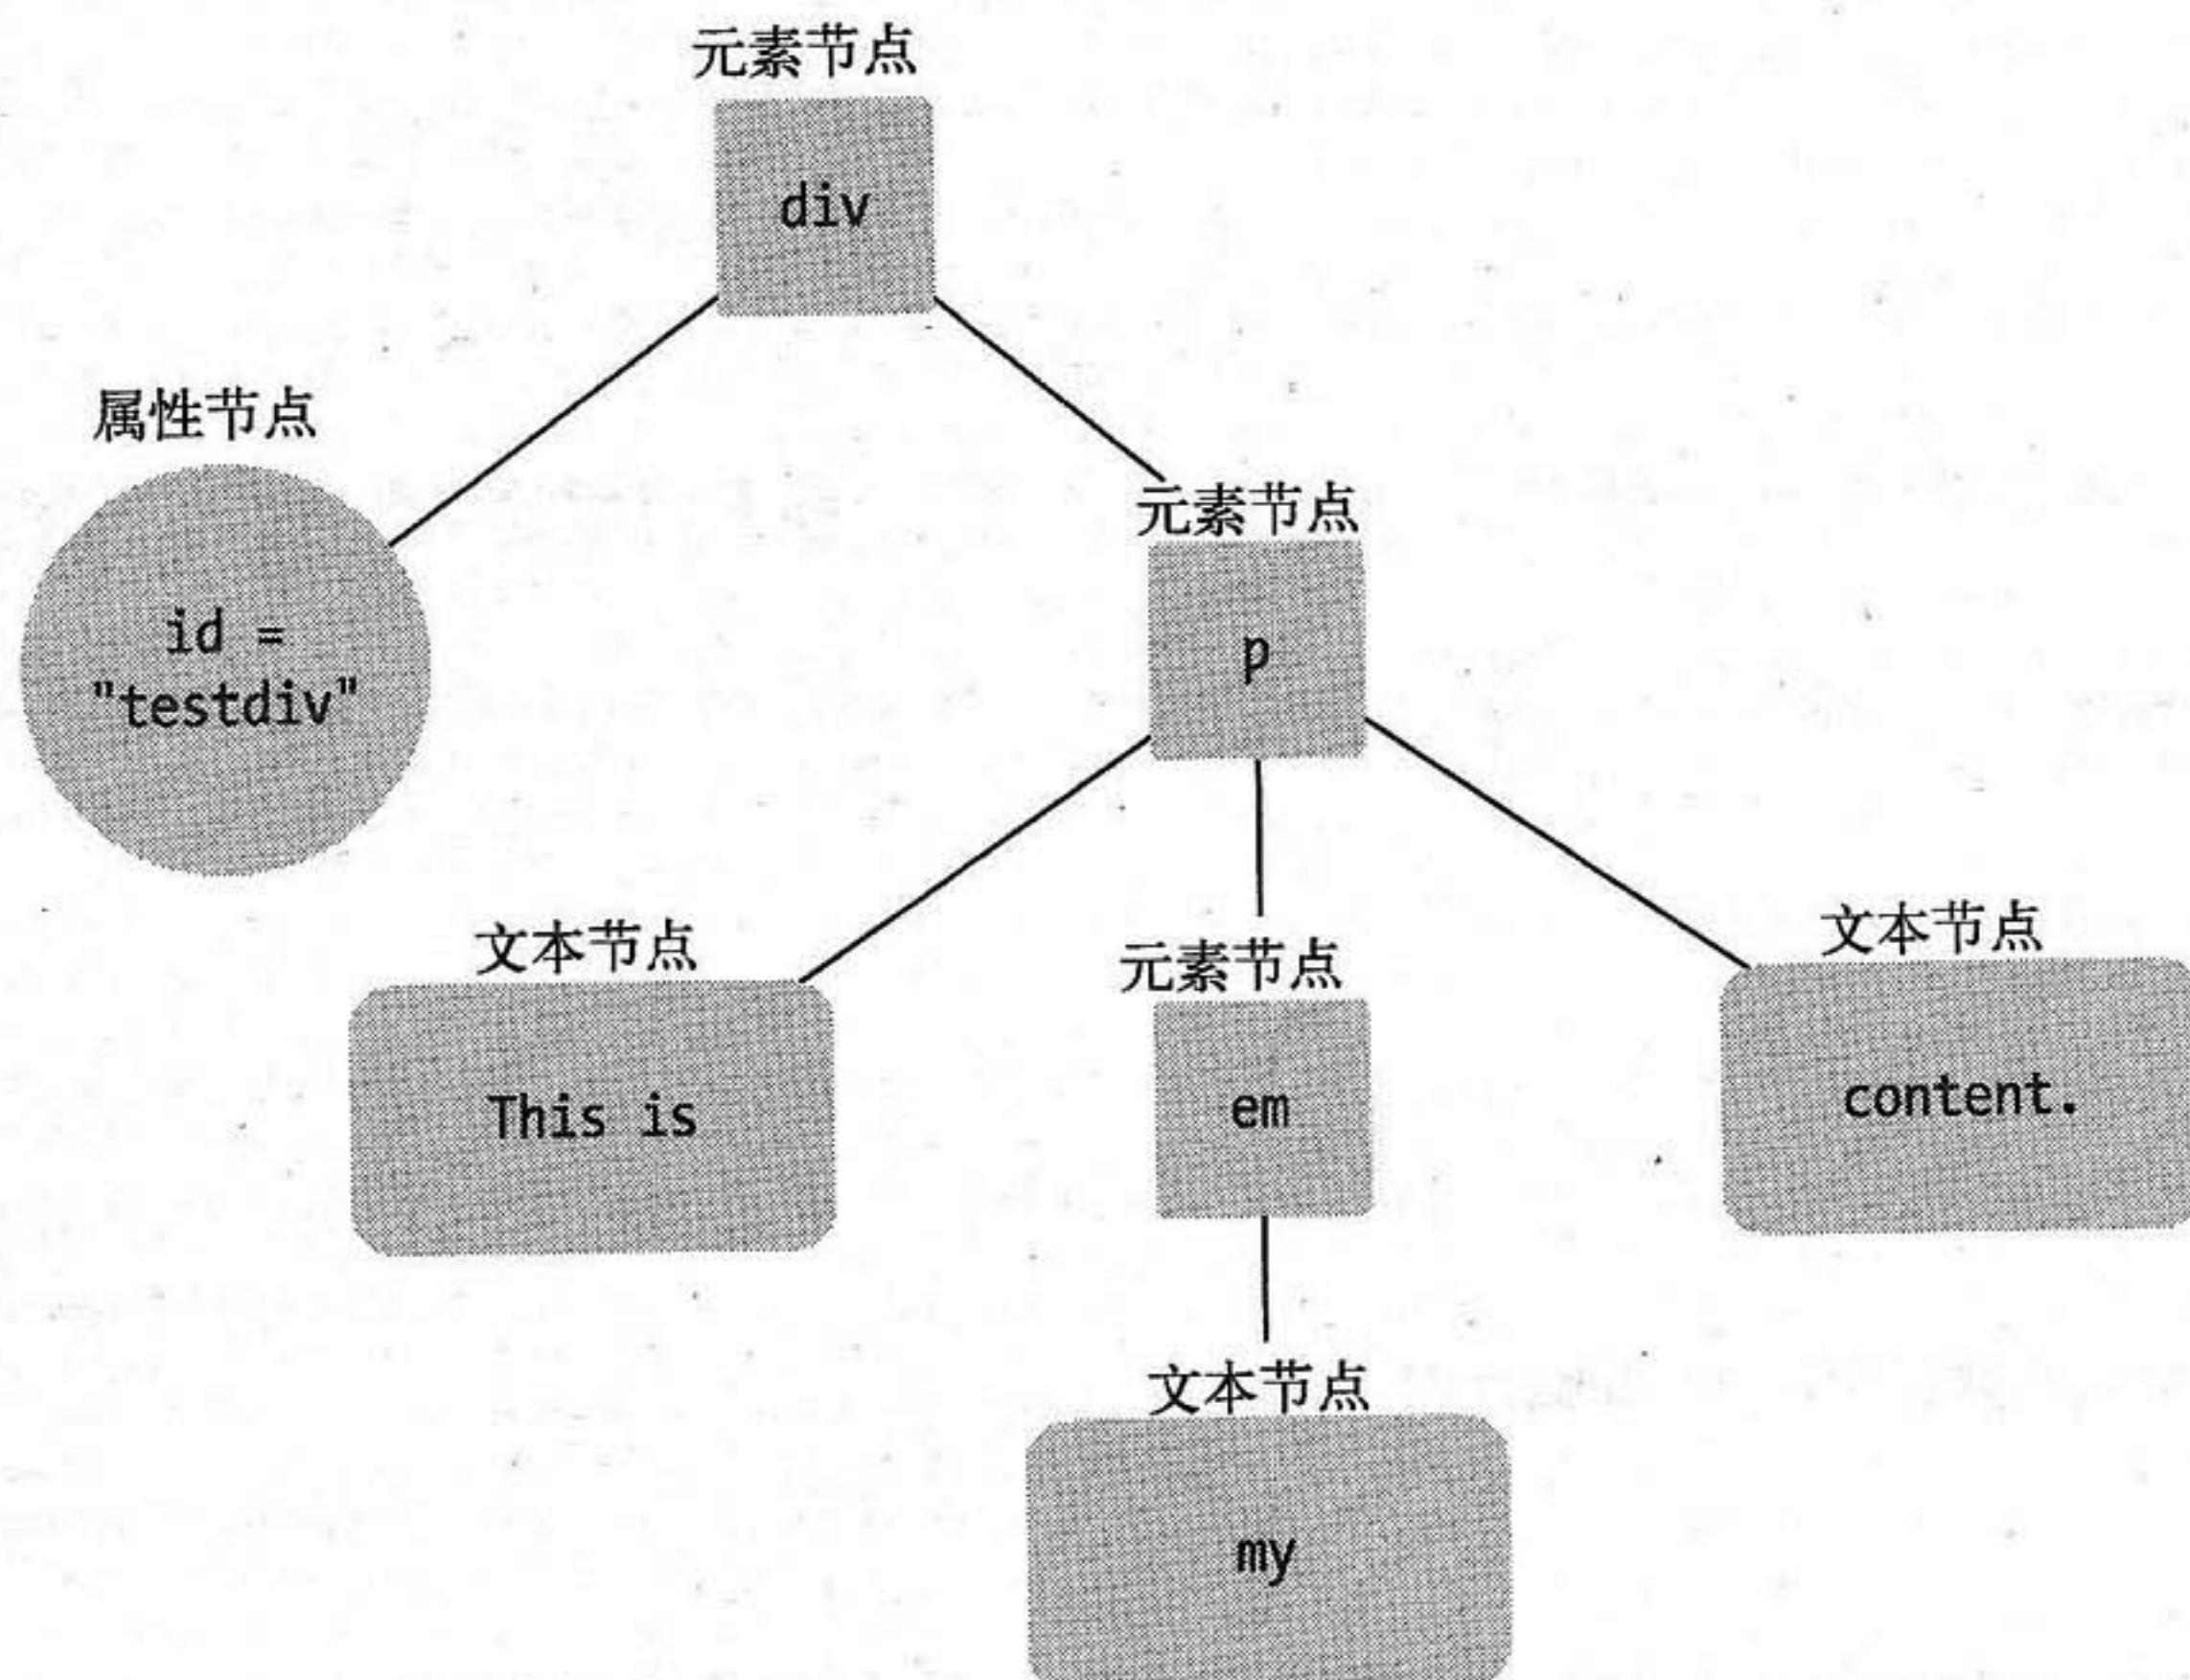 元素节点
div
属性节点
id =
"testdiv"
元素节点
p
文本节点
This is
元素节点
em
文本节点
content.
文本节点
my